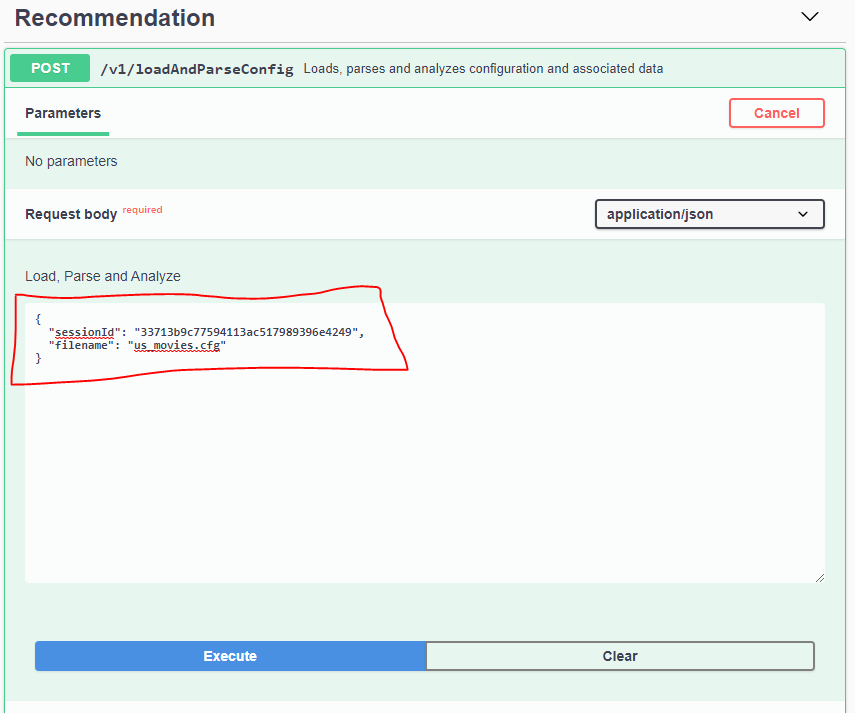 Recommendation
POST /v1/loadAndParseConfig Loads, parses and analyzes configuration and associated data
Parameters Cancel
No parameters
Request body required application/json
Load, Parse and Analyze
{
"sessionId": "33713b9c77594113ac517989396e4249",
"filename": "us_movies.cfg"
}
Execute Clear